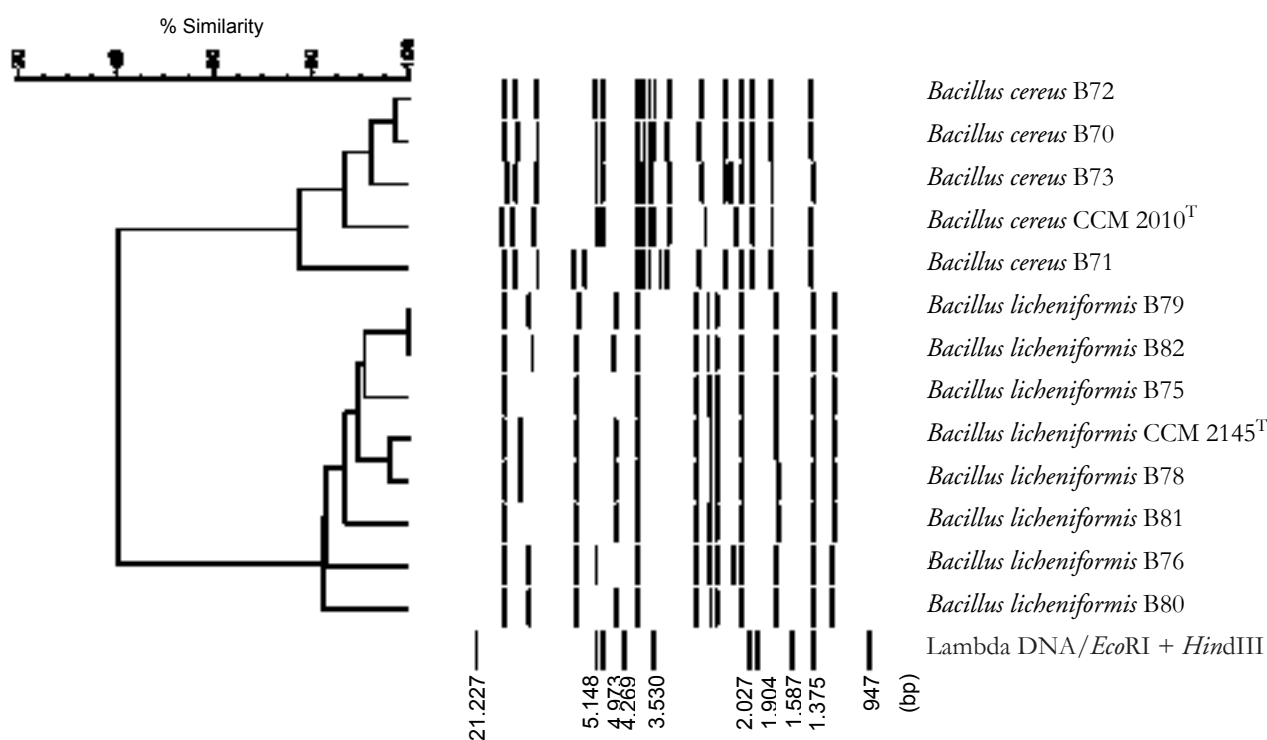 % Similarity
100
Bacillus cereus B72
Bacillus cereus B70
Bacillus cereus B73
Bacillus cereus CCM 2010T
Bacillus cereus B71
Bacillus licheniformis B79
Bacillus licheniformis B82
Bacillus licheniformis B75
Bacillus licheniformis CCM 2145T
Bacillus licheniformis B78
Bacillus licheniformis B81
Bacillus licheniformis B76
Bacillus licheniformis B80
Lambda DNA/EcoRI + HindIII
21.227
5.148
4.973
4.269
3.530
2.027
1.904
1.587
1.375
947
(bp)